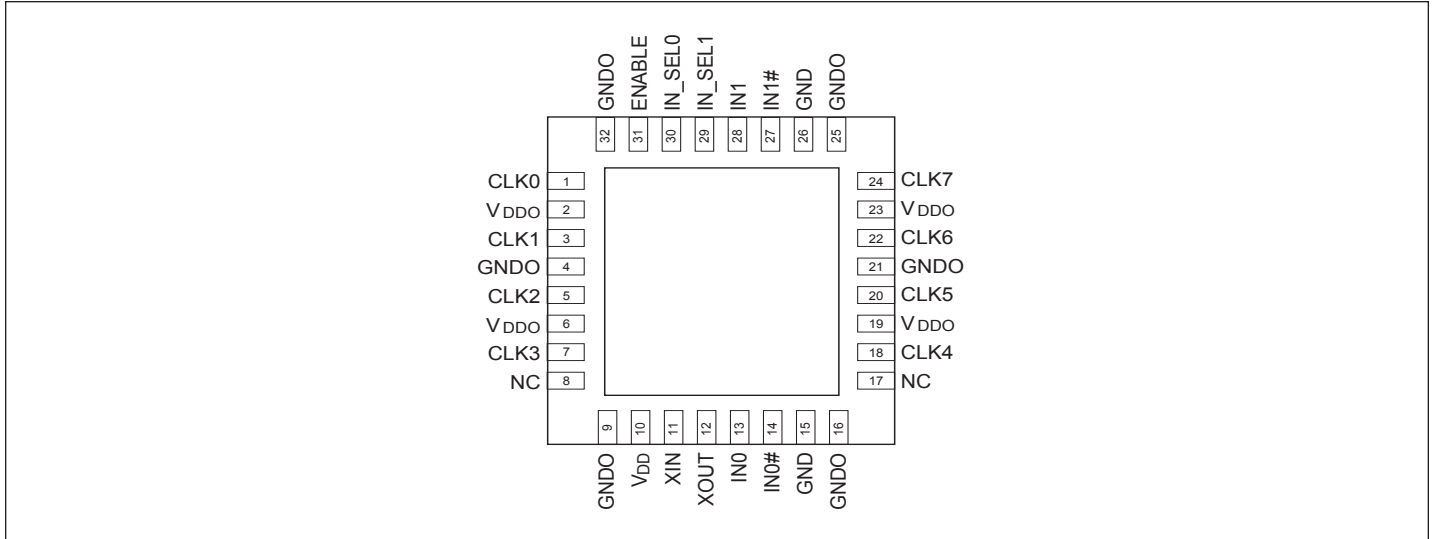 GNDO ENABLE IN_SEL0 IN_SEL1 IN1 IN1# GND GNDO
32 31 30 29 28 27 26 25
CLK0 1 24 CLK7
VDDO 2 23 VDDO
CLK1 3 22 CLK6
GNDO 4 21 GNDO
CLK2 5 20 CLK5
VDDO 6 19 VDDO
CLK3 7 18 CLK4
NC 8 17 NC
9 10 11 12 13 14 15 16
GNDO VDD XIN XOUT IN0 IN0# GND GNDO